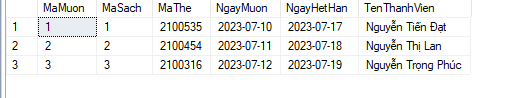 MaMuon MaSach MaThe NgayMuon NgayHetHan TenThanhVien
1 1 1 2100535 2023-07-10 2023-07-17 Nguyễn Tiến Đạt
2 2 2 2100454 2023-07-11 2023-07-18 Nguyễn Thị Lan
3 3 3 2100316 2023-07-12 2023-07-19 Nguyễn Trọng Phúc